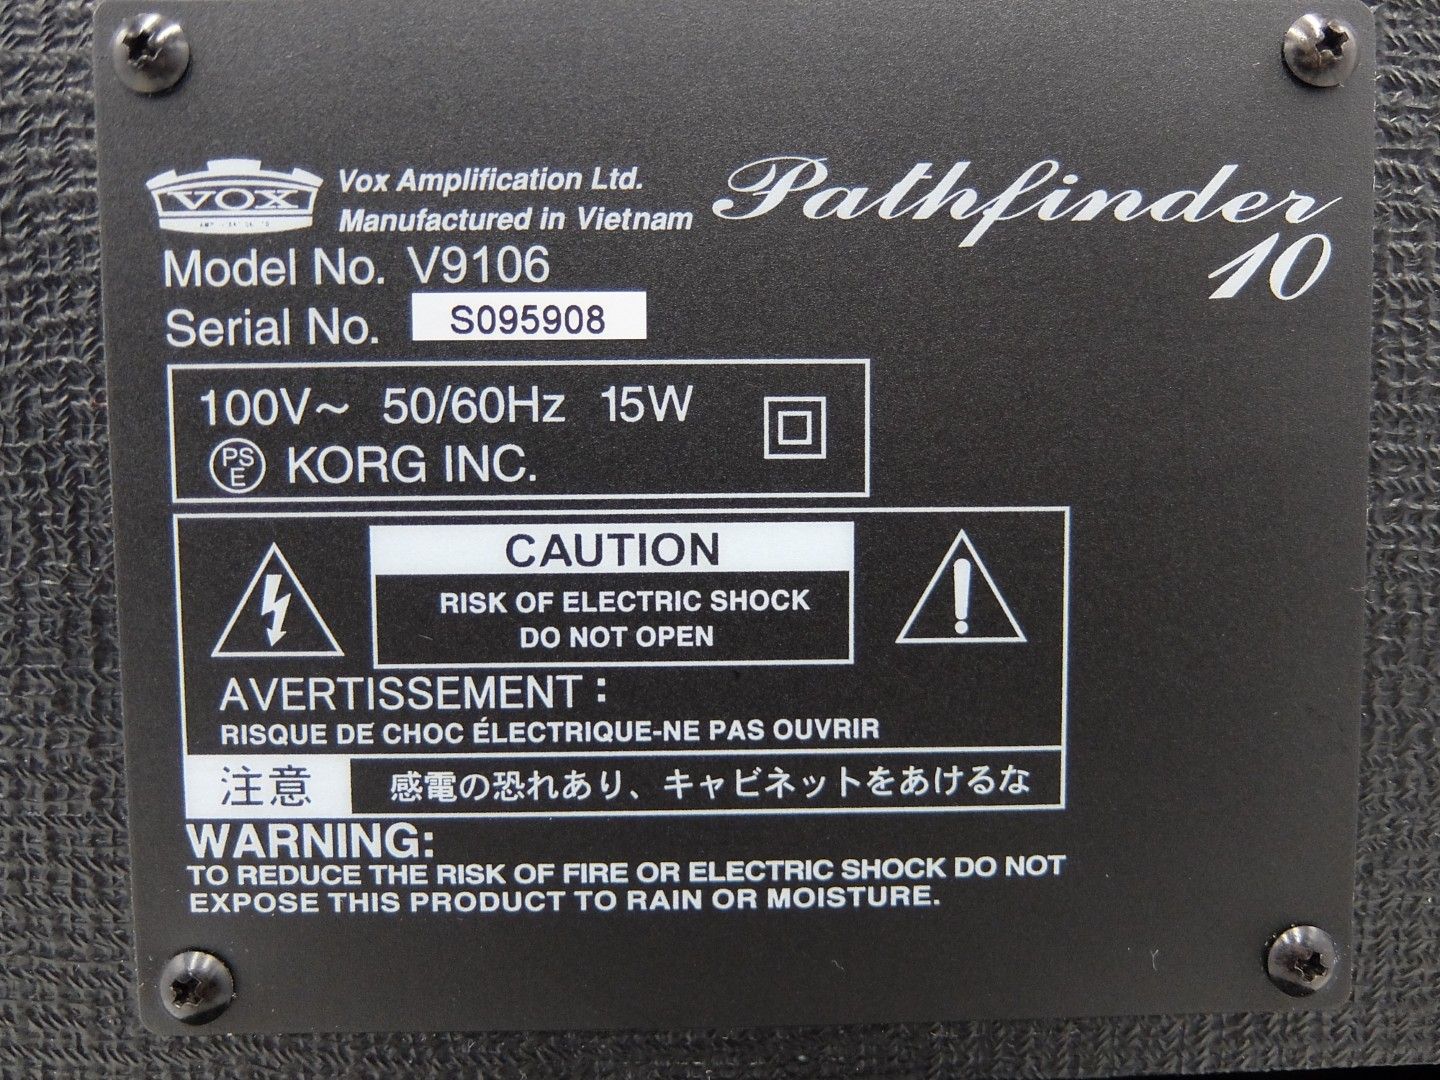 VOX
Vox Amplification Ltd.
Manufactured in Vietnam
Pathfinder
10
Model No. V9106
Serial No. S095908
100V~ 50/60Hz 15W
PS
E
KORG INC.
CAUTION
RISK OF ELECTRIC SHOCK
DO NOT OPEN
AVERTISSEMENT :
RISQUE DE CHOC ÉLECTRIQUE-NE PAS OUVRIR
注意 感電の恐れあり、キャビネットをあけるな
WARNING:
TO REDUCE THE RISK OF FIRE OR ELECTRIC SHOCK DO NOT
EXPOSE THIS PRODUCT TO RAIN OR MOISTURE.